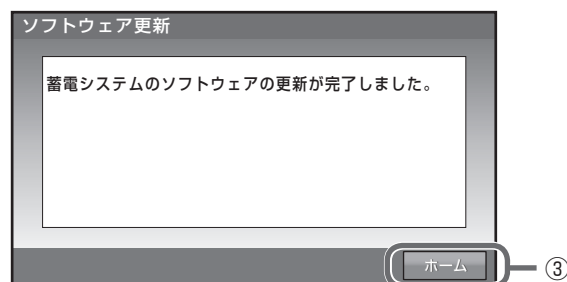 ソフトウェア更新
蓄電システムのソフトウェアの更新が完了しました。
ホーム
③